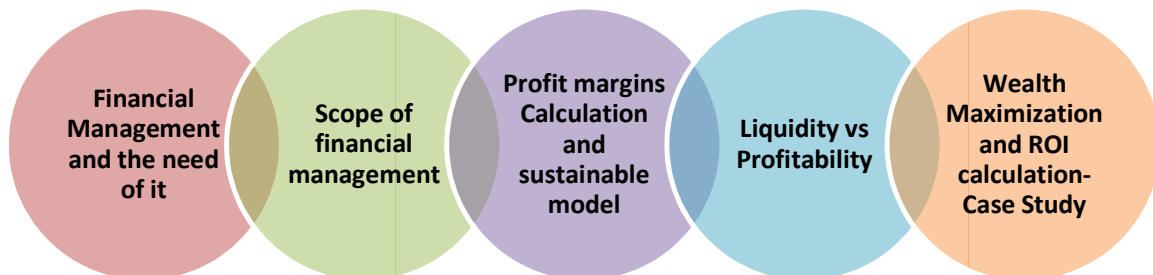 Financial
Management
and the need
of it
Scope of
financial
management
Profit margins
Calculation
and
sustainable
model
Liquidity vs
Profitability
Wealth
Maximization
and ROI
calculation-
Case Study